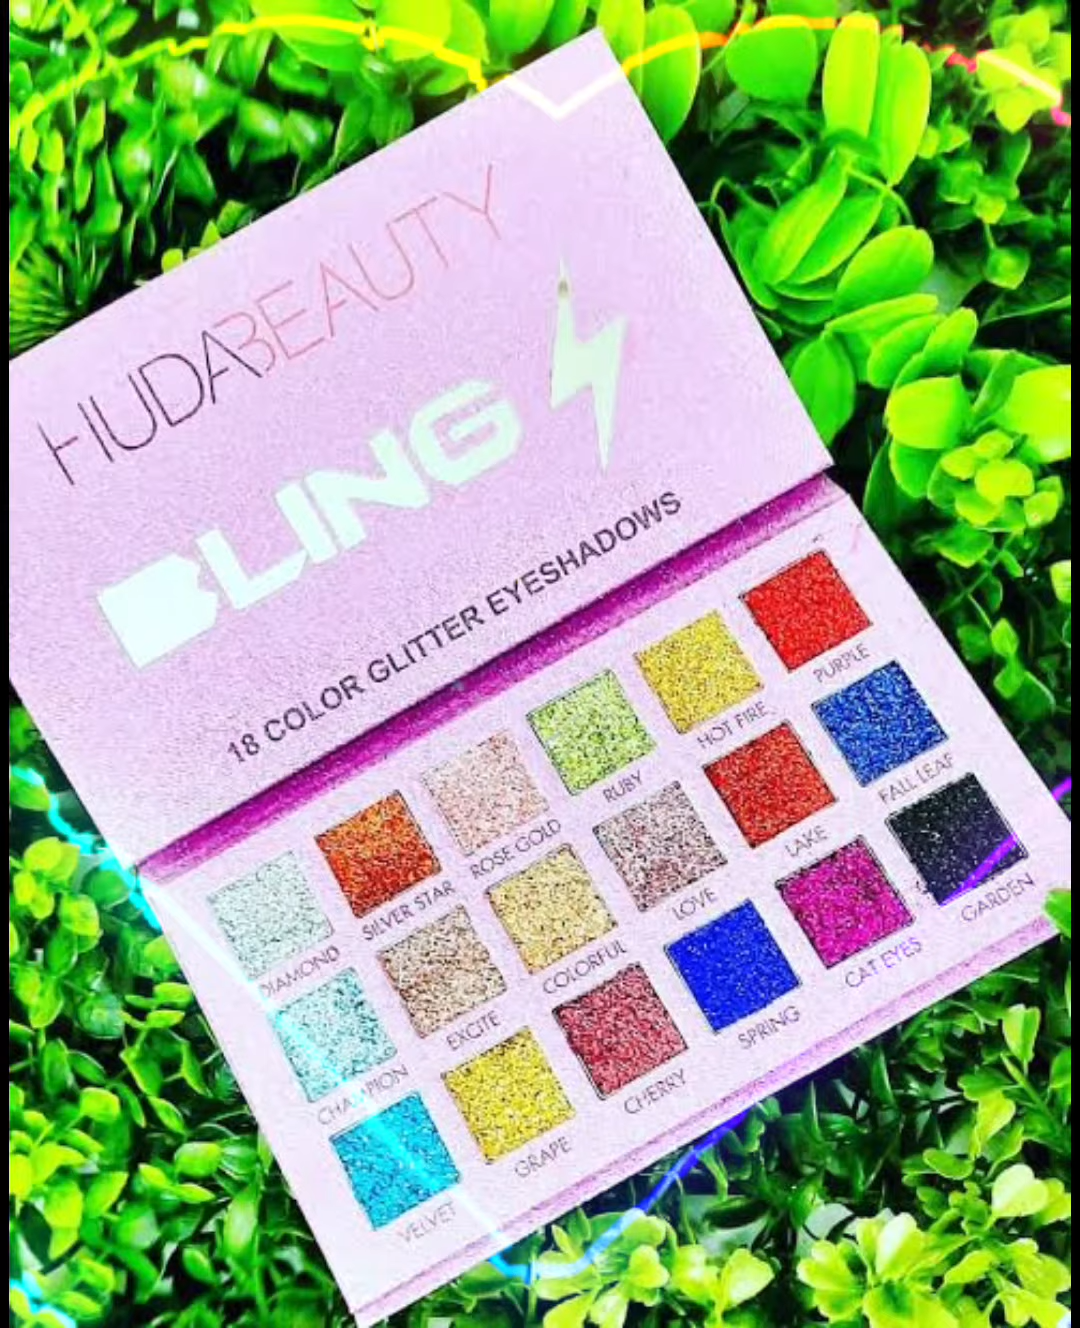 HUDABEAUTY
BLING
18 COLOR GLITTER EYESHADOWS
DIAMOND SILVER STAR ROSE GOLD RUBY HOT FIRE PURPLE
CHAMPION EXCITE COLORFUL LOVE LAKE FALL LEAF
VELVET GRAPE CHERRY SPRING CAT EYES GARDEN